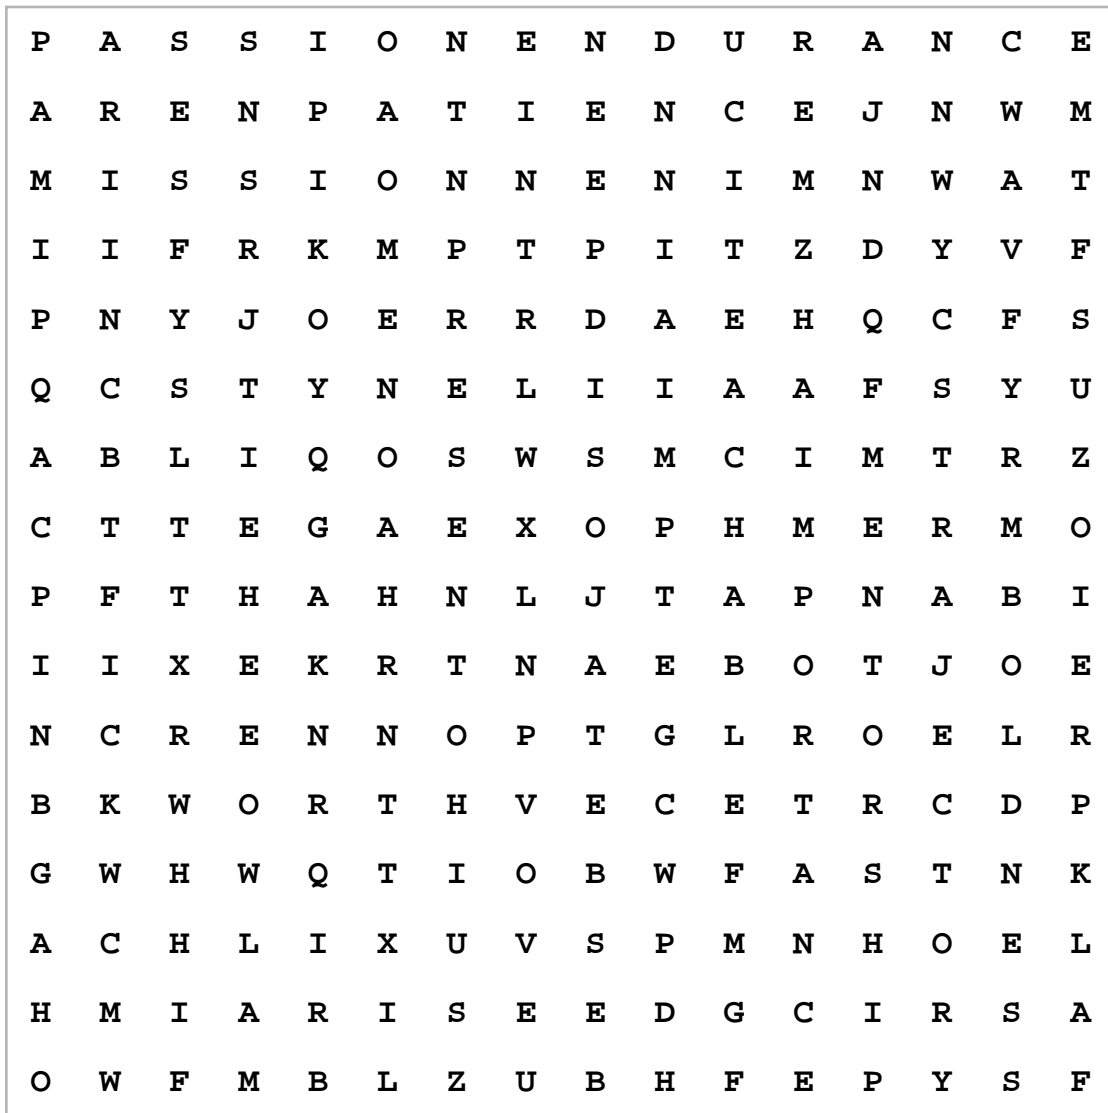 P A S S I O N E N D U R A N C E
A R E N P A T I E N C E J N W M
M I S S I O N N E N I M N W A T
I I F R K M P T P I T Z D Y V F
P N Y J O E R R D A E H Q C F S
Q C S T Y N E L I I A A F S Y U
A B L I Q O S W S M C I M T R Z
C T T E G A E X O P H M E R M O
P F T H A H N L J T A P N A B I
I I X E K R T N A E B O T J O E
N C R E N N O P T G L R O E L R
B K W O R T H V E C E T R C D P
G W H W Q T I O B W F A S T N K
A C H L I X U V S P M N H O E L
H M I A R I S E E D G C I R S A
O W F M B L Z U B H F E P Y S F